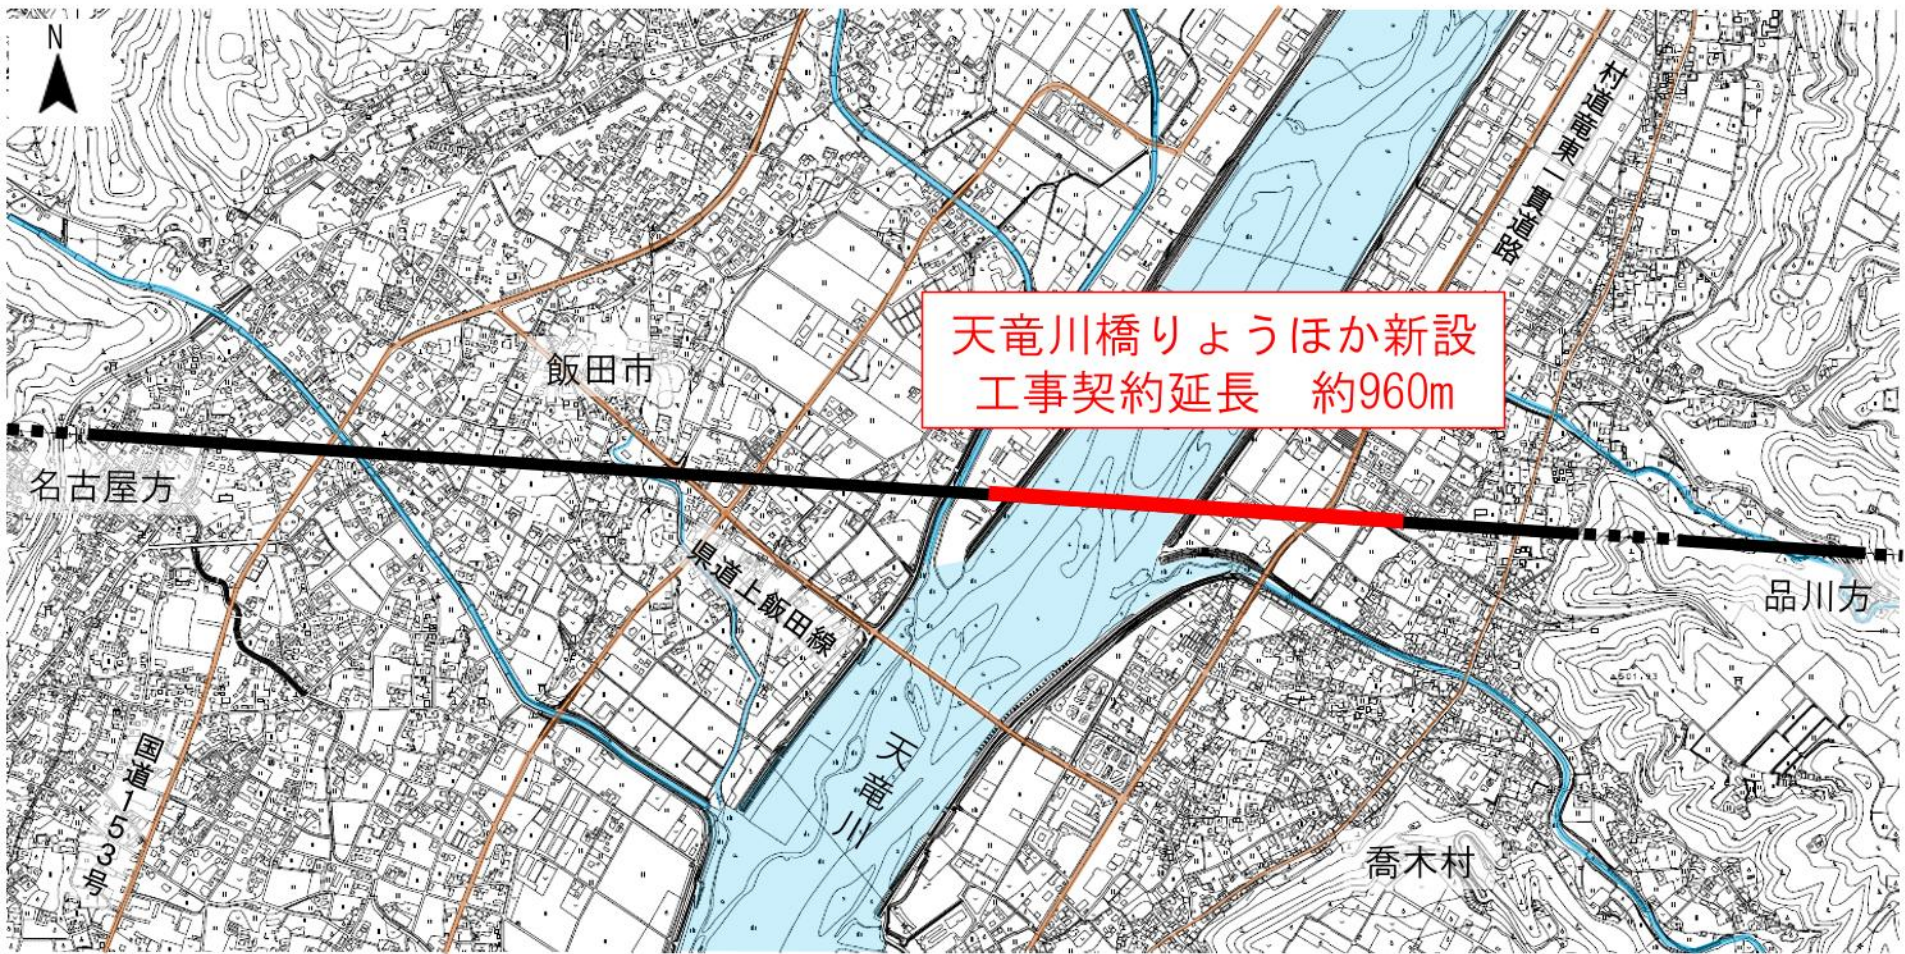 N
村道竜東一貫道路
天竜川橋りょうほか新設
工事契約延長　約960m
飯田市
名古屋方
県道上飯田線
品川方
国道153号
天竜川
喬木村